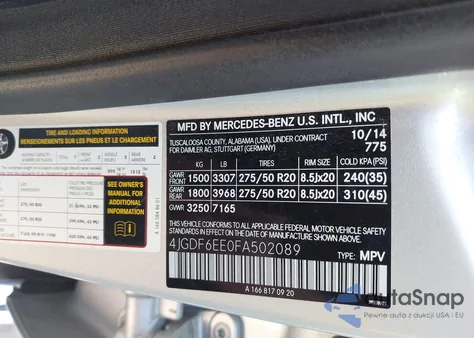 TIRE AND LOADING INFORMATION
RENSEIGNEMENTS SUR LES PNEUS ET LE CHARGEMENT
SEE OWNER'S
MANUAL FOR
ADDITIONAL
INFORMATION
MFD BY MERCEDES-BENZ U.S. INTL., INC
TUSCALOOSA COUNTY, ALABAMA (USA), UNDER CONTRACT
FOR DAIMLER AG, STUTTGART (GERMANY)
10/14
775
KG LB TIRES RIM SIZE COLD KPA(PSI)
GAWR FRONT 1500 3307 275/50 R20 8.5Jx20 240(35)
GAWR REAR 1800 3968 275/50 R20 8.5Jx20 310(45)
GVWR 3250 7165
THIS VEHICLE CONFORMS TO ALL APPLICABLE FEDERAL MOTOR VEHICLE SAFETY
STANDARDS IN EFFECT ON THE DATE OF MANUFACTURE SHOWN ABOVE.
4JGDF6EE0FA502089 TYPE: MPV
A 166 817 09 20
A 166 584 86 01
autaSnap
Pewne auta z aukcji USA - EU